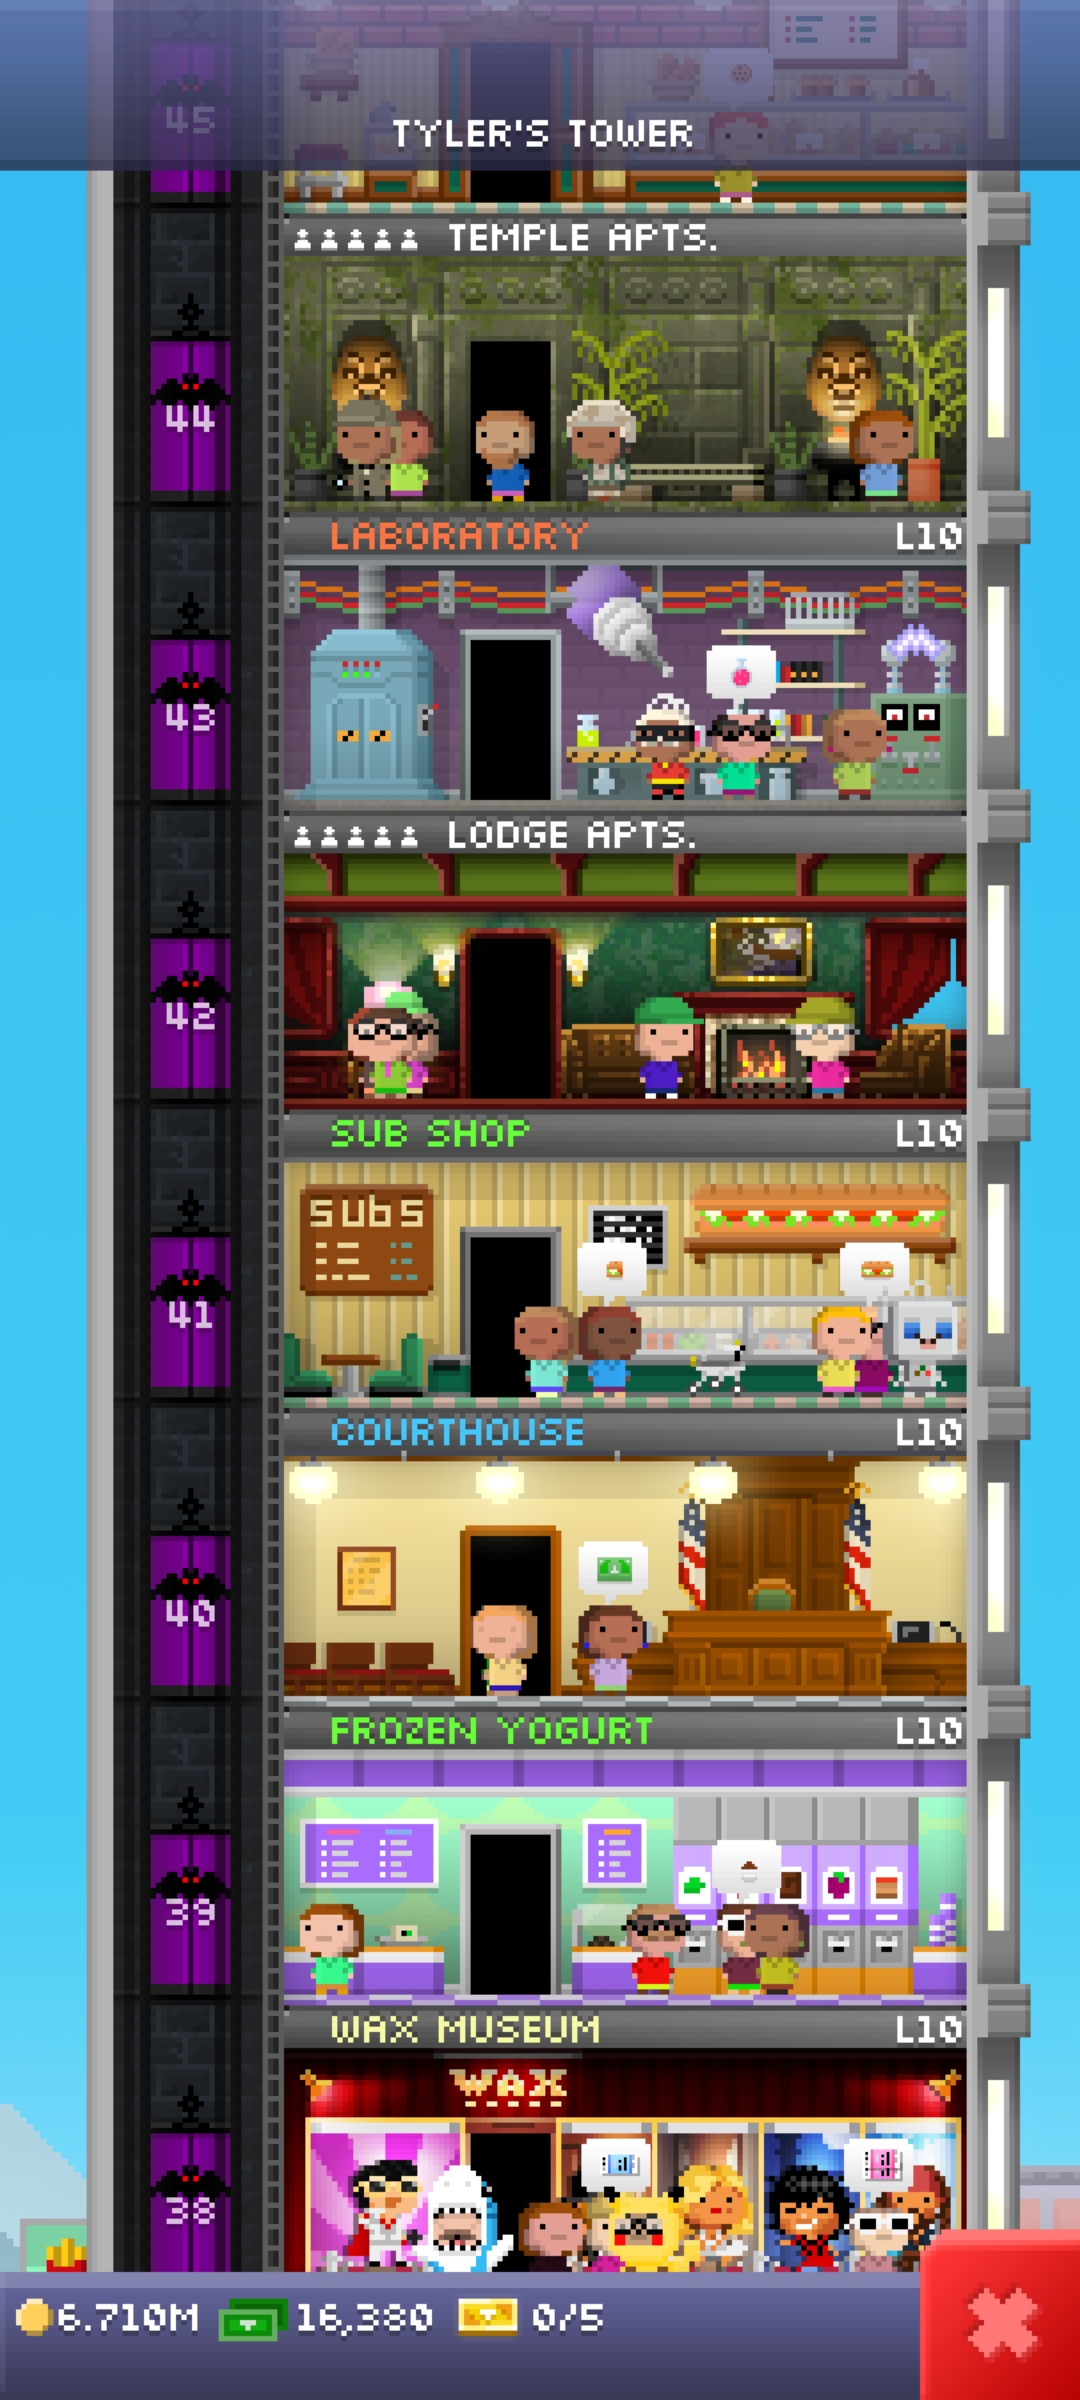 45
TYLER'S TOWER
TEMPLE APTS.
44
LABORATORY L10
43
LODGE APTS.
42
SUB SHOP L10
SUBS
41
COURTHOUSE L10
40
FROZEN YOGURT L10
39
WAX MUSEUM L10
WAX
38
6.710M 16,380 0/5